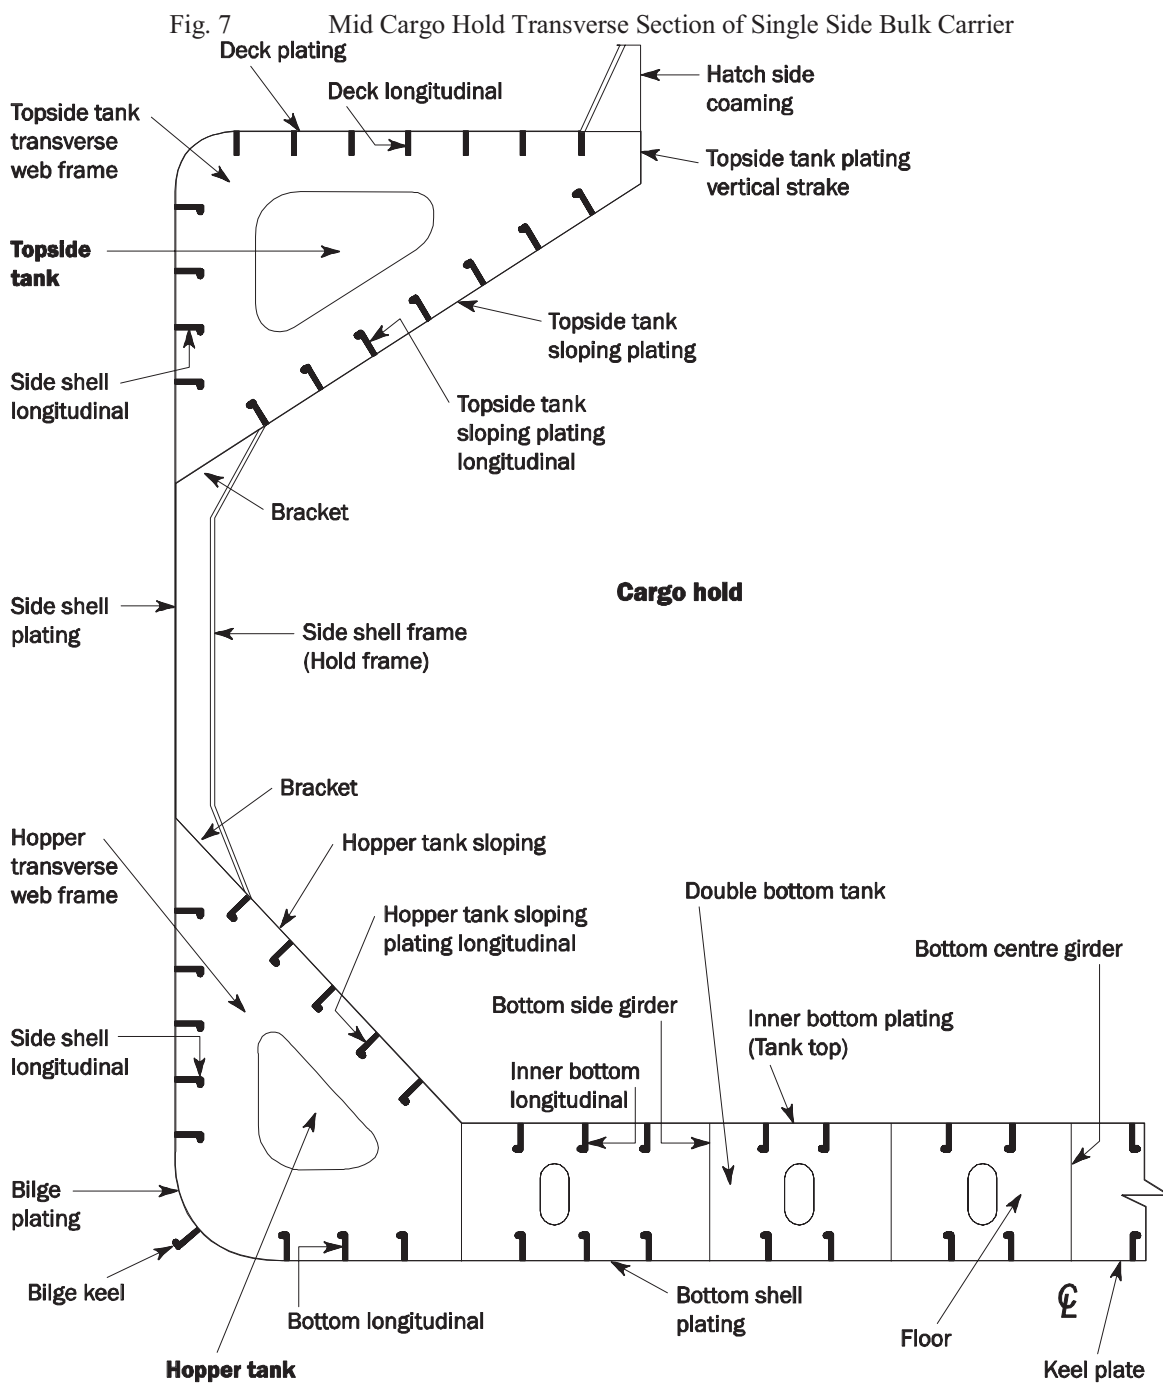 Fig. 7 Mid Cargo Hold Transverse Section of Single Side Bulk Carrier
Deck plating
Hatch side
coaming
Deck longitudinal
Topside tank
transverse
web frame
Topside tank plating
vertical strake
Topside
tank
Topside tank
sloping plating
Side shell
longitudinal
Topside tank
sloping plating
longitudinal
Bracket
Cargo hold
Side shell
plating
Side shell frame
(Hold frame)
Bracket
Hopper
transverse
web frame
Hopper tank sloping
Double bottom tank
Hopper tank sloping
plating longitudinal
Bottom centre girder
Bottom side girder
Inner bottom plating
(Tank top)
Side shell
longitudinal
Inner bottom
longitudinal
Bilge
plating
Bilge keel
Bottom longitudinal
Bottom shell
plating
℄
Floor
Hopper tank
Keel plate